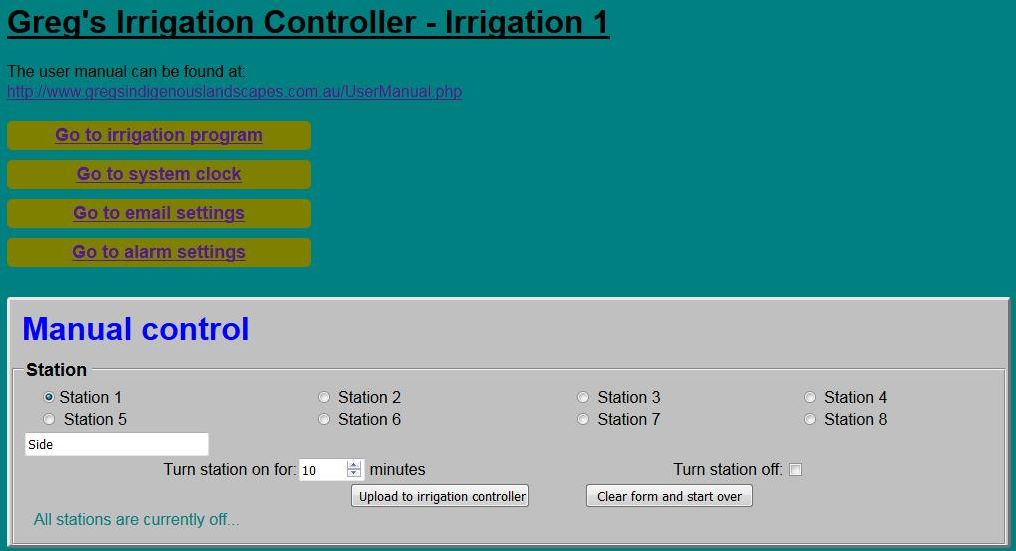 Greg's Irrigation Controller - Irrigation 1
The user manual can be found at:
http://www.gregsindigenouslandscapes.com.au/UserManual.php
Go to irrigation program
Go to system clock
Go to email settings
Go to alarm settings
Manual control
Station
Station 1 Station 2 Station 3 Station 4
Station 5 Station 6 Station 7 Station 8
Side
Turn station on for: 10 minutes Turn station off:
Upload to irrigation controller Clear form and start over
All stations are currently off...